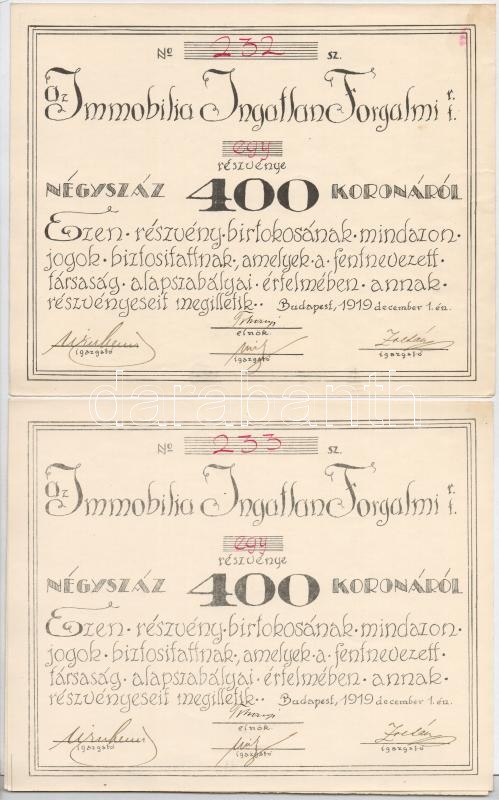 No 232 sz.
az Immobilia Ingatlan Forgalmi r. t.
egy
részvénye
NÉGYSZÁZ 400 KORONÁRÓL
Ezen · részvény · birtokosának · mindazon ·
jogok · biztosittatnak ·, amelyek · a · fentnevezett ·
társaság · alapszabályai · értelmében · annak ·
részvényeseit megilletik · · Budapest, 1919 december 1.én.
elnök.
igazgató igazgató igazgató
darabanth
No 233 sz.
az Immobilia Ingatlan Forgalmi r. t.
egy
részvénye
NÉGYSZÁZ 400 KORONÁRÓL
Ezen · részvény · birtokosának · mindazon ·
jogok · biztosittatnak ·, amelyek · a · fentnevezett ·
társaság · alapszabályai · értelmében · annak ·
részvényeseit megilletik · · Budapest, 1919 december 1.én.
elnök.
igazgató igazgató igazgató